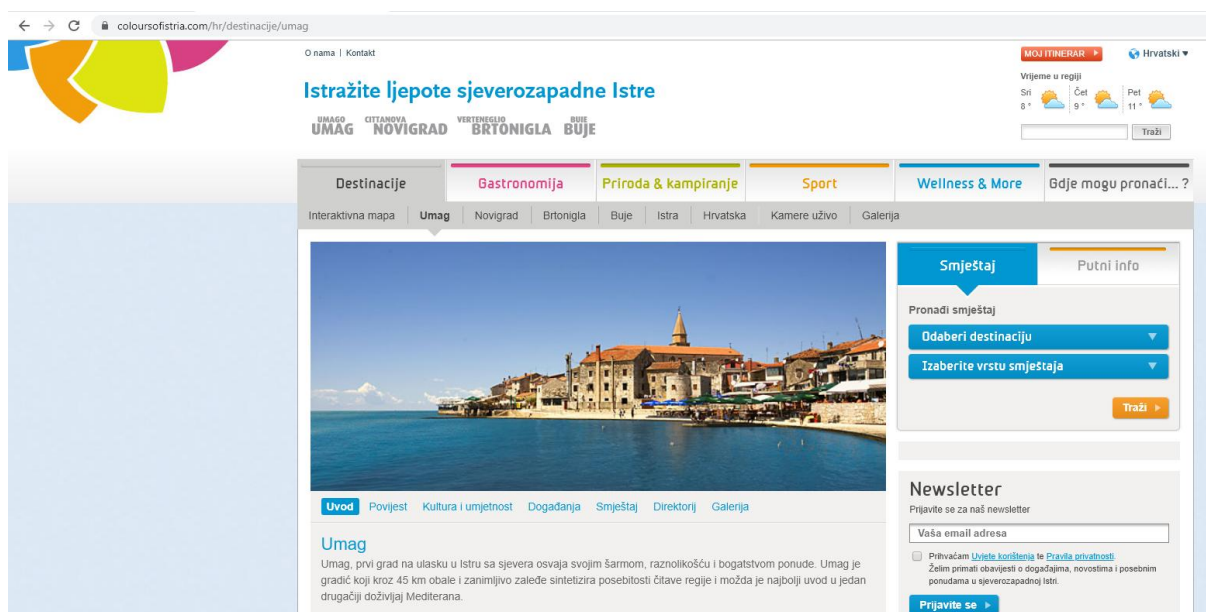 coloursofistria.com/hr/destinacije/umag
O nama | Kontakt
MOJ ITINERAR
Hrvatski
Istražite ljepote sjeverozapadne Istre
Vrijeme u regiji
Sri 8 °
Čet 9 °
Pet 11 °
UMAGO UMAG
CITTANOVA NOVIGRAD
VERTENEGLIO BRTONIGLA
BUIE BUJE
Traži
Destinacije
Gastronomija
Priroda & kampiranje
Sport
Wellness & More
Gdje mogu pronaći... ?
Interaktivna mapa
Umag
Novigrad
Brtonigla
Buje
Istra
Hrvatska
Kamere uživo
Galerija
Smještaj
Putni info
Pronađi smještaj
Odaberi destinaciju
Izaberite vrstu smještaja
Traži
Uvod
Povijest
Kultura i umjetnost
Događanja
Smještaj
Direktorij
Galerija
Umag
Umag, prvi grad na ulasku u Istru sa sjevera osvaja svojim šarmom, raznolikošću i bogatstvom ponude. Umag je
gradić koji kroz 45 km obale i zanimljivo zaleđe sintetizira posebitosti čitave regije i možda je najbolji uvod u jedan
drugačiji doživljaj Mediterana.
Newsletter
Prijavite se za naš newsletter
Vaša email adresa
Prihvaćam Uvjete korištenja te Pravila privatnosti.
Želim primati obavijesti o događajima, novostima i posebnim
ponudama u sjeverozapadnoj Istri.
Prijavite se